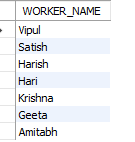 WORKER_NAME
Vipul
Satish
Harish
Hari
Krishna
Geeta
Amitabh